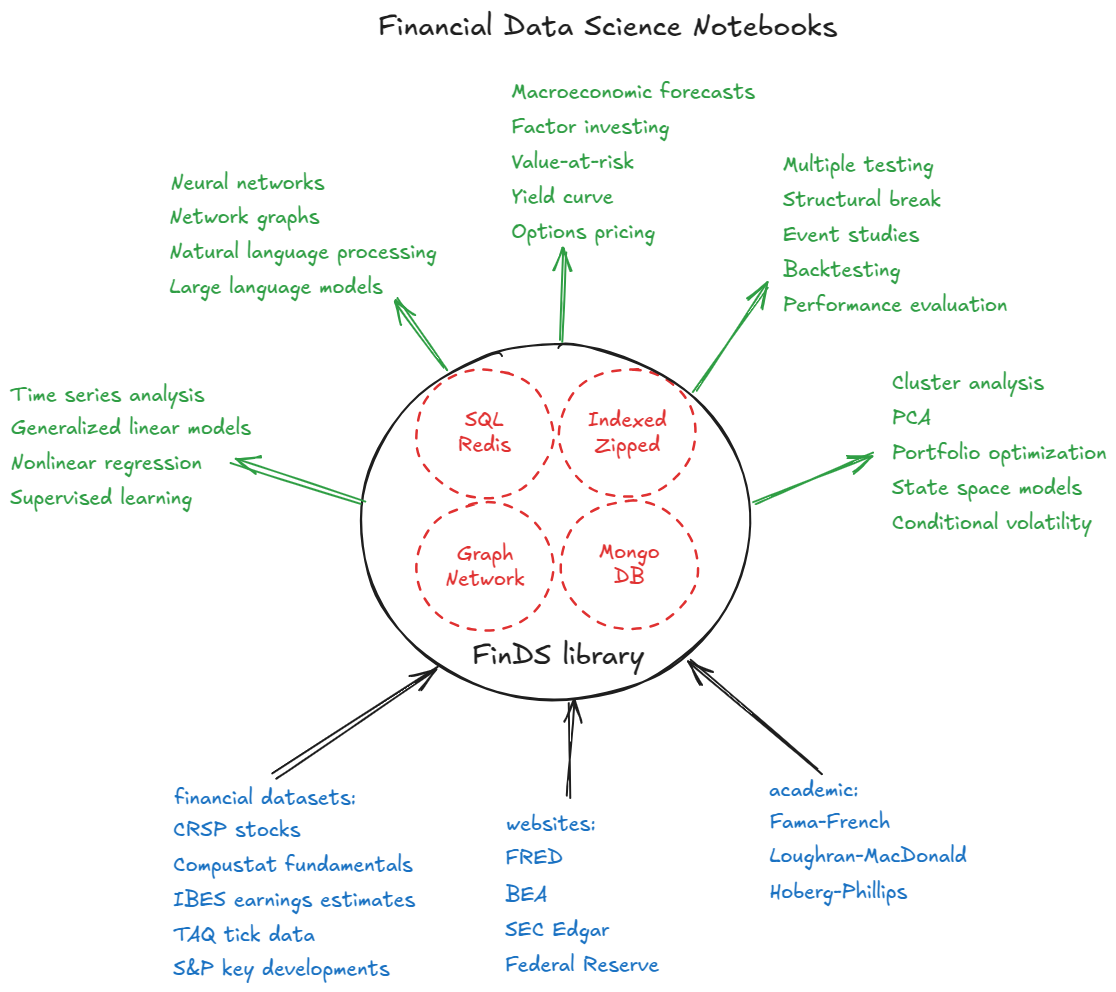 Financial Data Science Notebooks
Macroeconomic forecasts
Factor investing
Value-at-risk
Yield curve
Options pricing
Neural networks
Network graphs
Natural language processing
Large language models
Multiple testing
Structural break
Event studies
Backtesting
Performance evaluation
Time series analysis
Generalized linear models
Nonlinear regression
Supervised learning
Cluster analysis
PCA
Portfolio optimization
State space models
Conditional volatility
SQL
Redis
Indexed
Zipped
Graph
Network
Mongo
DB
FinDS library
financial datasets:
CRSP stocks
Compustat fundamentals
IBES earnings estimates
TAQ tick data
S&P key developments
websites:
FRED
BEA
SEC Edgar
Federal Reserve
academic:
Fama-French
Loughran-MacDonald
Hoberg-Phillips